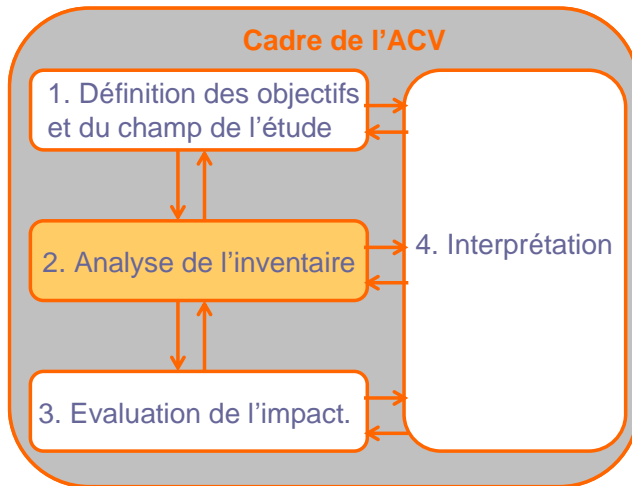 Cadre de l'ACV
1. Définition des objectifs
et du champ de l'étude
2. Analyse de l'inventaire
3. Evaluation de l'impact.
4. Interprétation